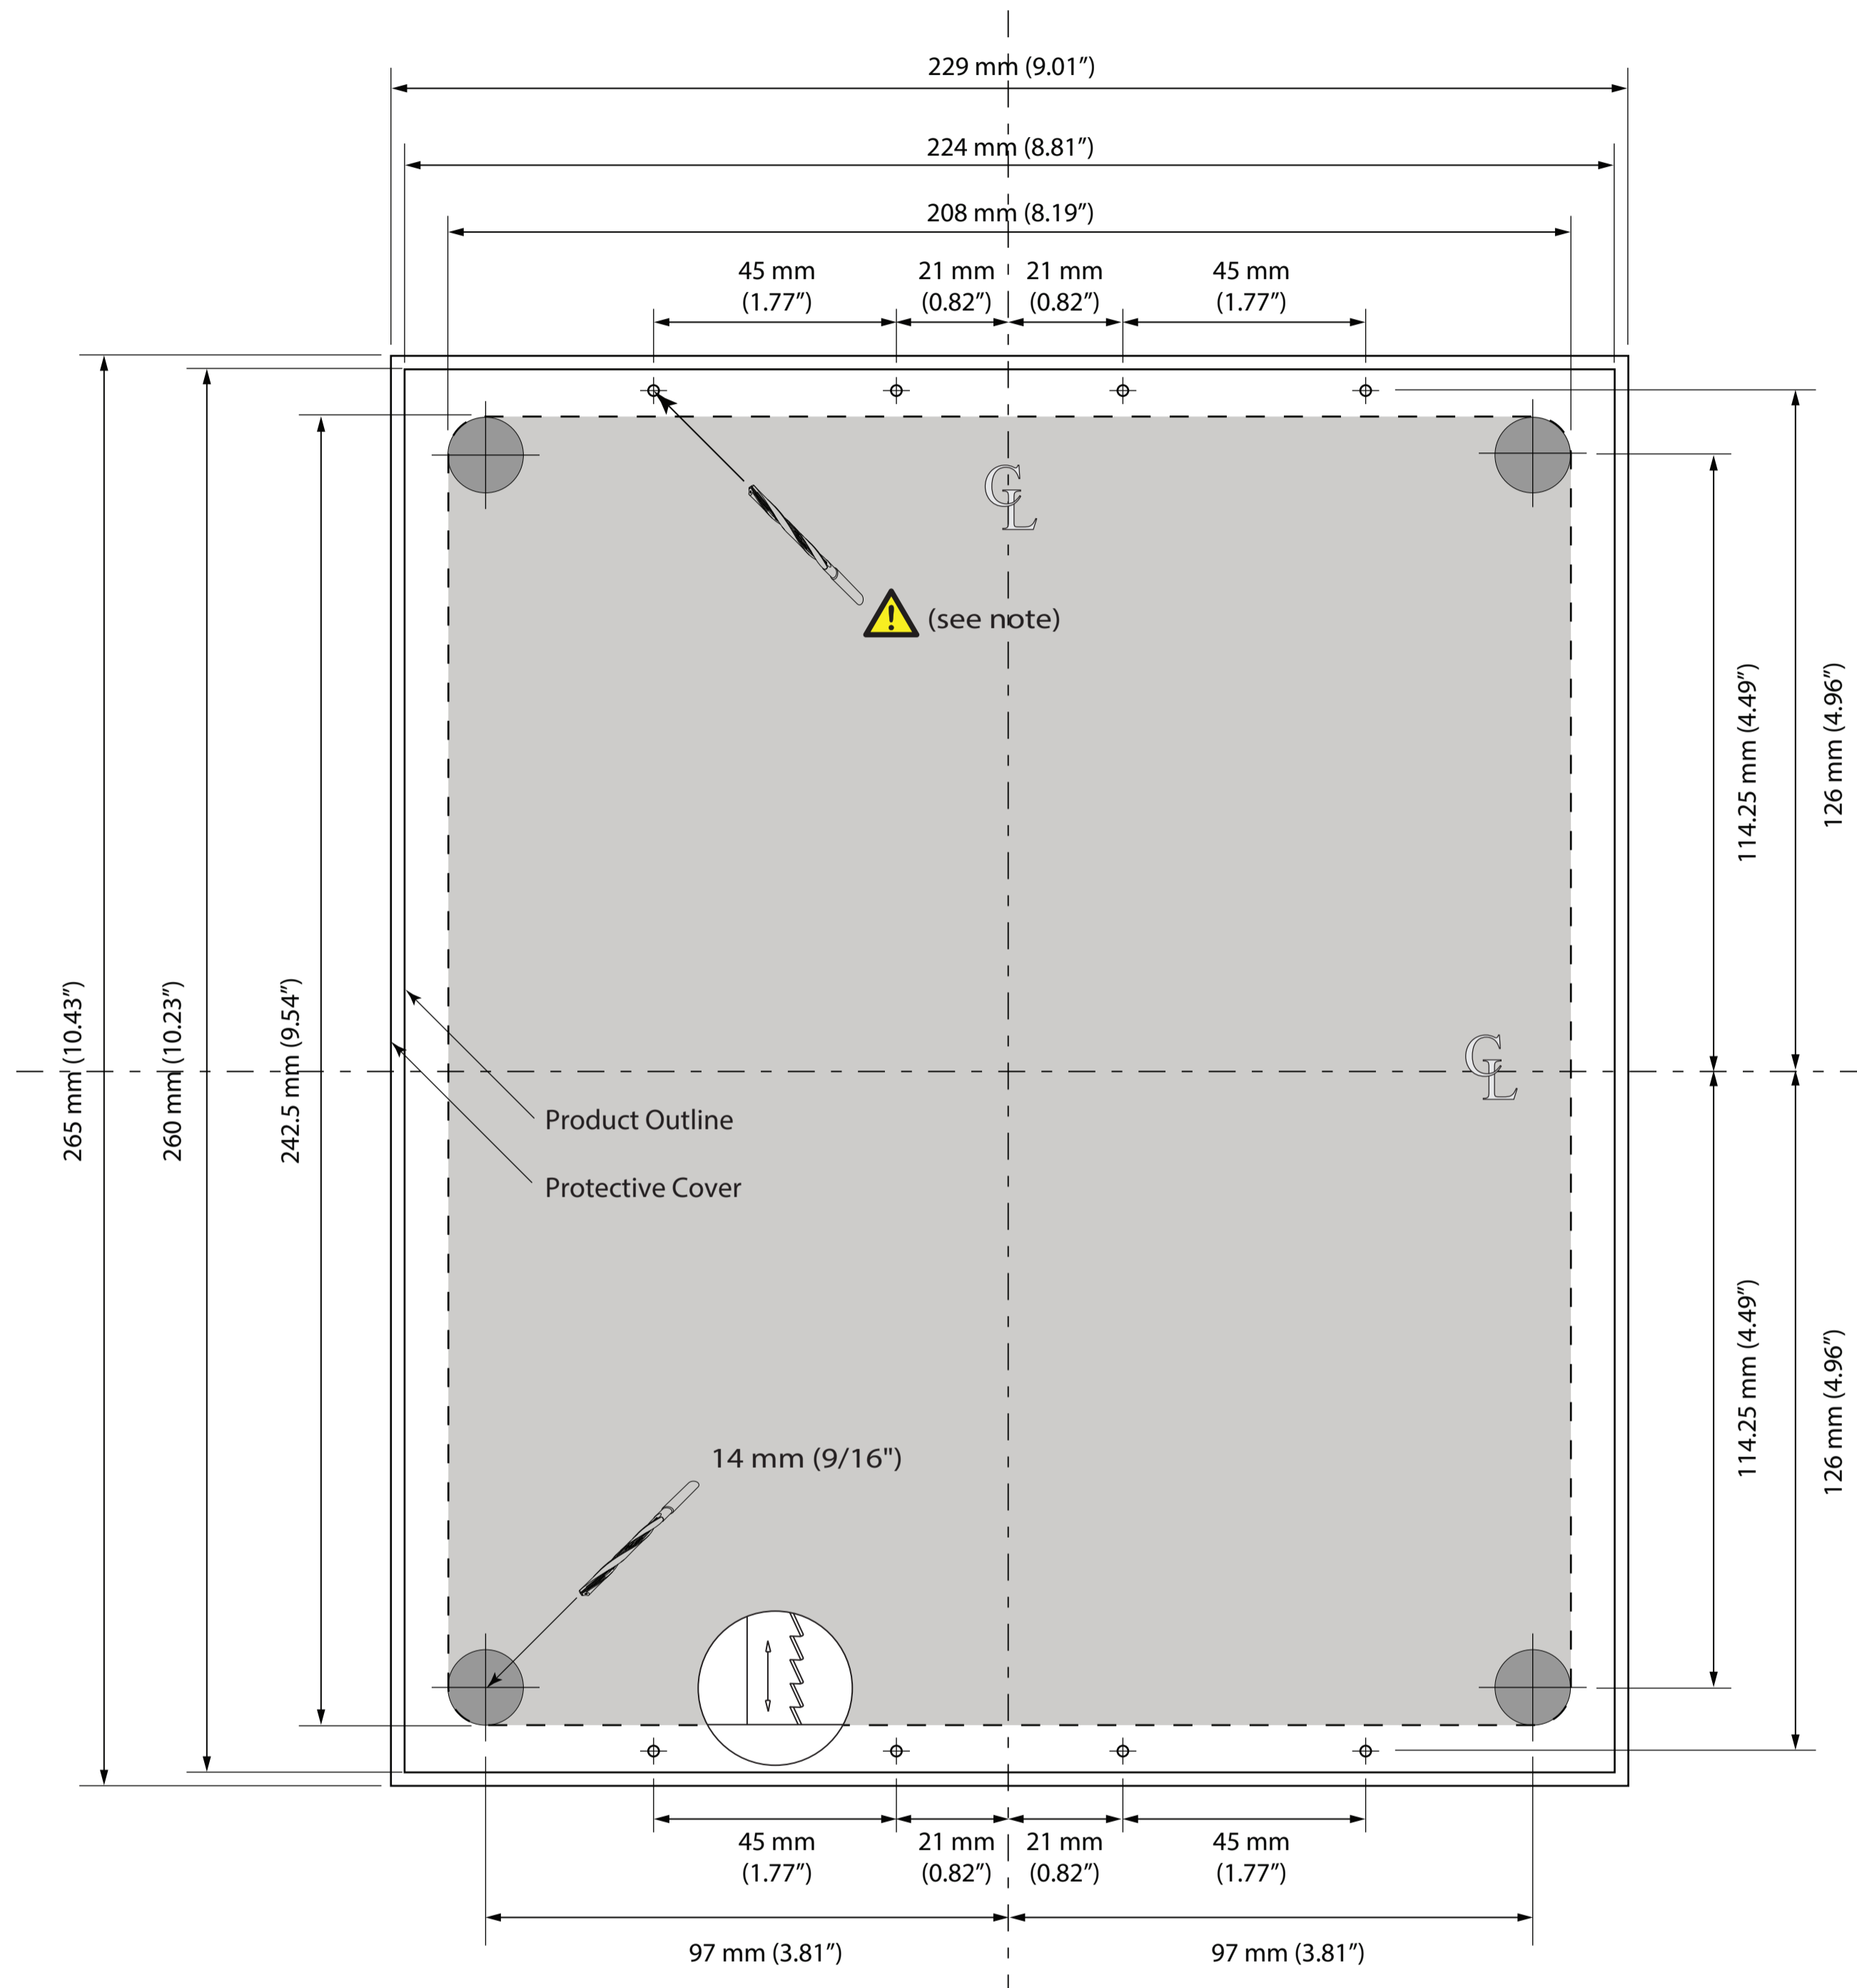 229 mm (9.01”)
224 mm (8.81”)
208 mm (8.19”)
45 mm
(1.77”)
21 mm
(0.82”)
21 mm
(0.82”)
45 mm
(1.77”)
CL
(see note)
114.25 mm (4.49”)
126 mm (4.96”)
265 mm (10.43”)
260 mm (10.23”)
242.5 mm (9.54”)
CL
Product Outline
Protective Cover
114.25 mm (4.49”)
126 mm (4.96”)
14 mm (9/16")
45 mm
(1.77”)
21 mm
(0.82”)
21 mm
(0.82”)
45 mm
(1.77”)
97 mm (3.81”)
97 mm (3.81”)